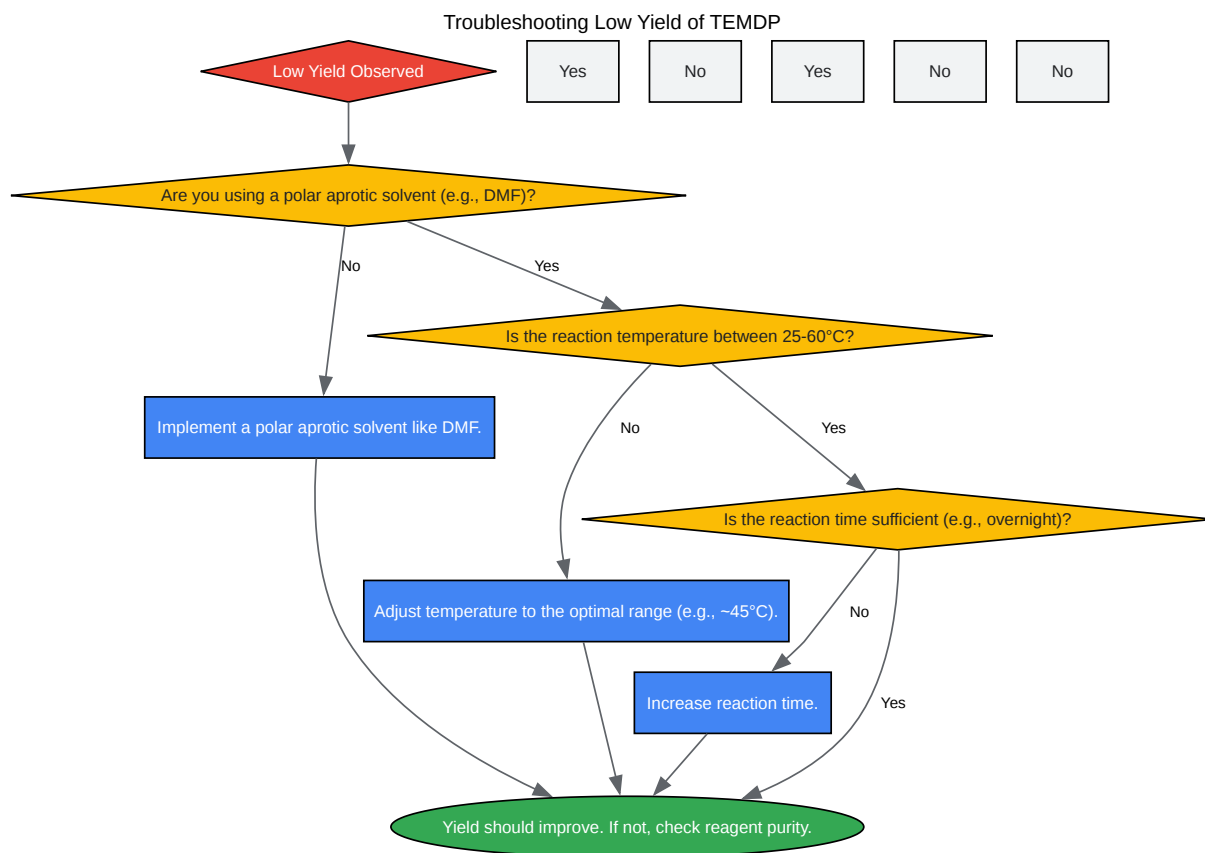 Troubleshooting Low Yield of TEMDP
Low Yield Observed
Yes
No
Yes
No
No
Are you using a polar aprotic solvent (e.g., DMF)?
No
Yes
Is the reaction temperature between 25-60°C?
Implement a polar aprotic solvent like DMF.
No
Yes
Is the reaction time sufficient (e.g., overnight)?
Adjust temperature to the optimal range (e.g., ~45°C).
No
Increase reaction time.
Yes
Yield should improve. If not, check reagent purity.